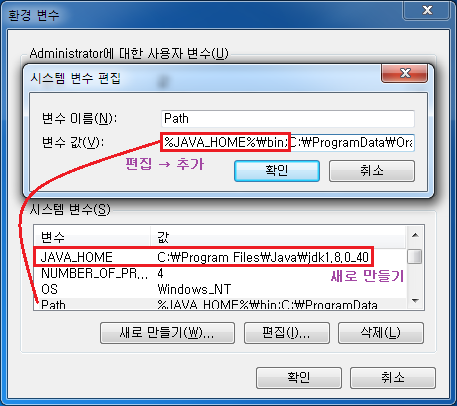 환경 변수
Administrator에 대한 사용자 변수(U)
시스템 변수 편집
변수 이름(N): Path
변수 값(V): %JAVA_HOME%₩bin;C:₩ProgramData₩Ora
편집 → 추가
확인 취소
시스템 변수(S)
변수 값
JAVA_HOME C:₩Program Files₩Java₩jdk1.8.0_40
NUMBER_OF_PR... 4
새로 만들기
OS Windows_NT
Path %JAVA_HOME%₩bin;C:₩ProgramData
새로 만들기(W)... 편집(I)... 삭제(L)
확인 취소